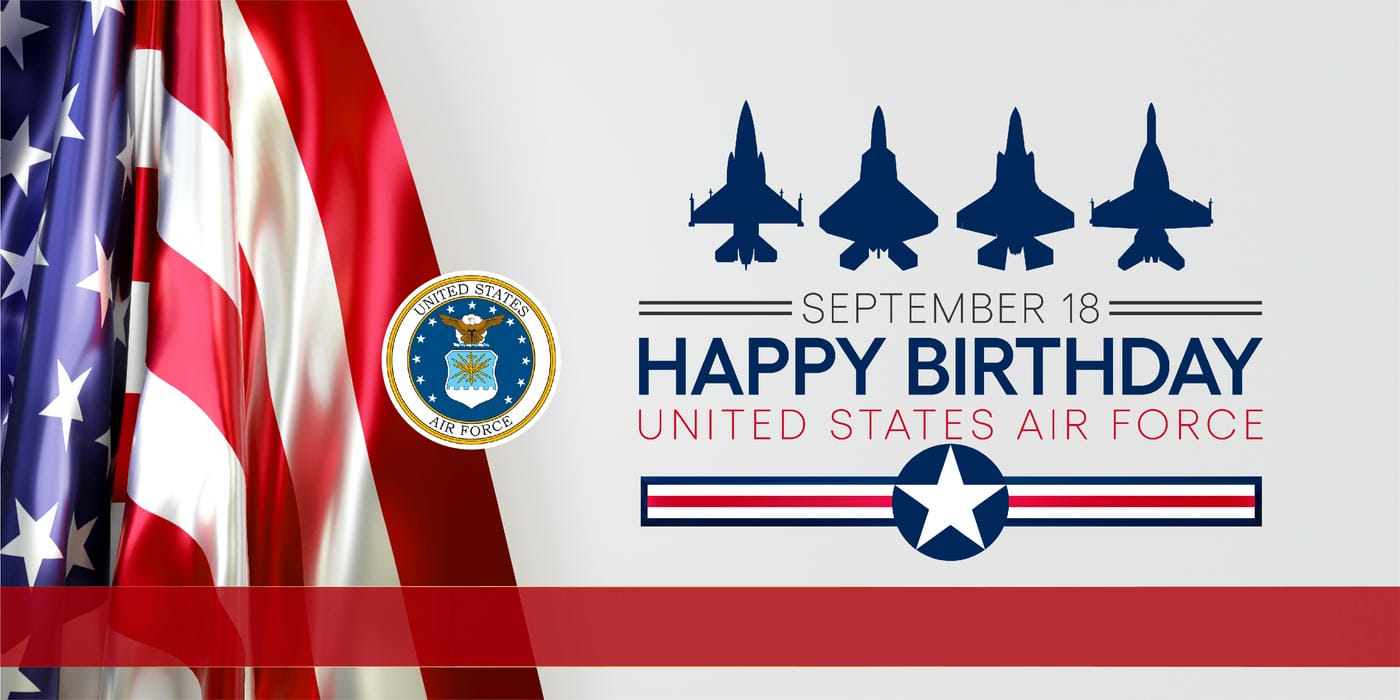 UNITED STATES
AIR FORCE
SEPTEMBER 18
HAPPY BIRTHDAY
UNITED STATES AIR FORCE